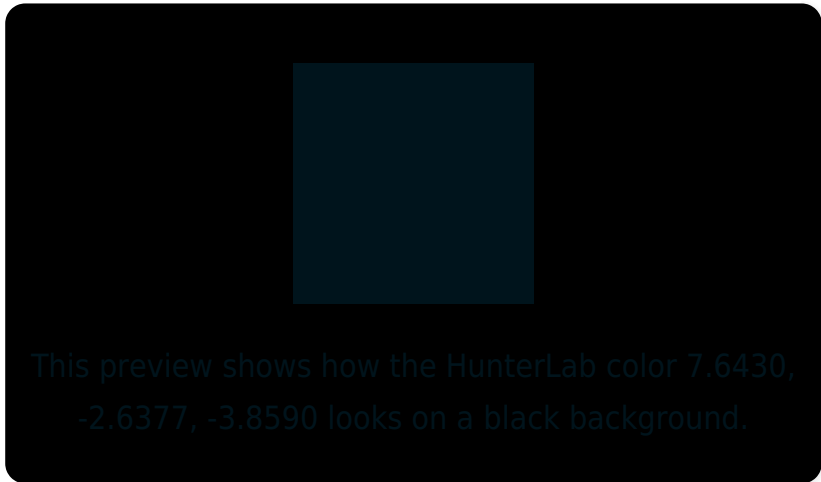 This preview shows how the HunterLab color 7.6430,
-2.6377, -3.8590 looks on a black background.